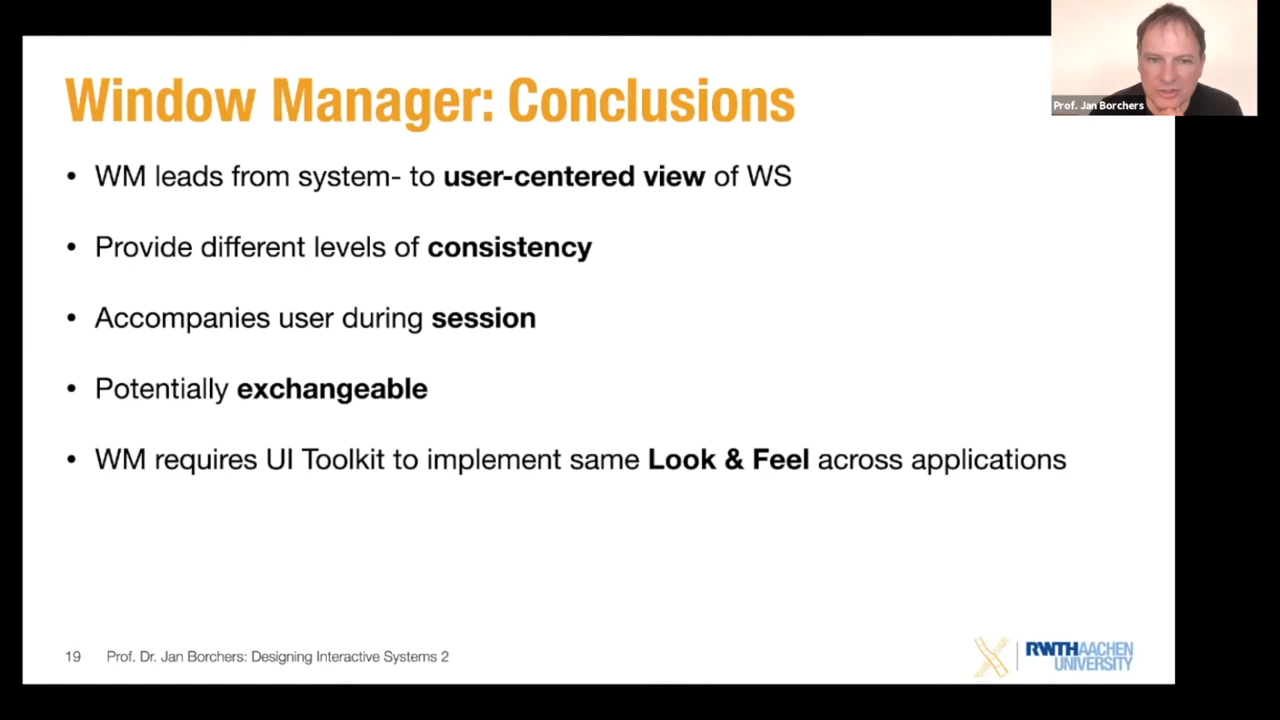 Window Manager: Conclusions
Prof. Jan Borchers
• WM leads from system- to user-centered view of WS
• Provide different levels of consistency
• Accompanies user during session
• Potentially exchangeable
• WM requires UI Toolkit to implement same Look & Feel across applications
19 Prof. Dr. Jan Borchers: Designing Interactive Systems 2
RWTHAACHEN
UNIVERSITY